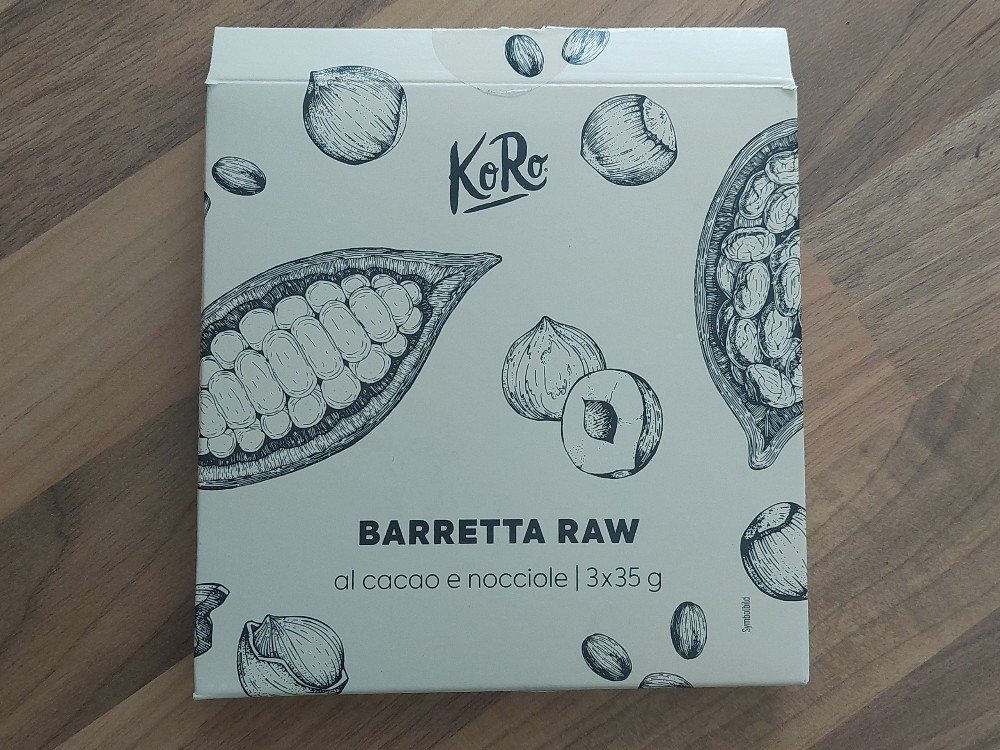 KoRo
BARRETTA RAW
al cacao e nocciole | 3x35 g
Symbolbild